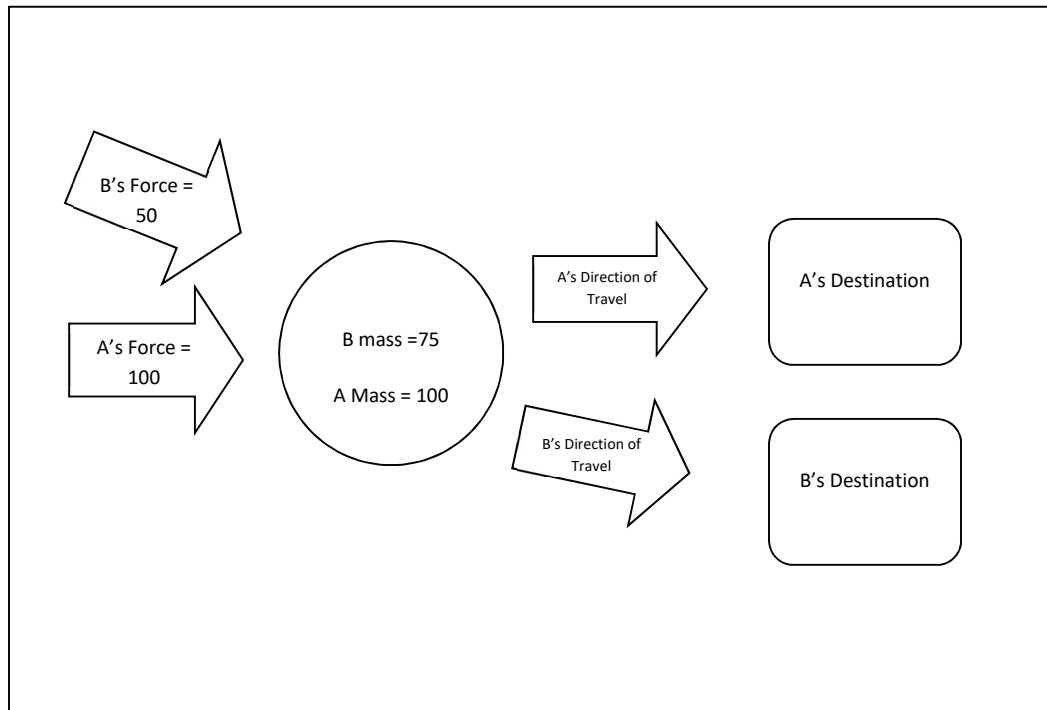 B’s Force =
50
A’s Force =
100
B mass =75
A Mass = 100
A’s Direction of
Travel
B’s Direction of
Travel
A’s Destination
B’s Destination